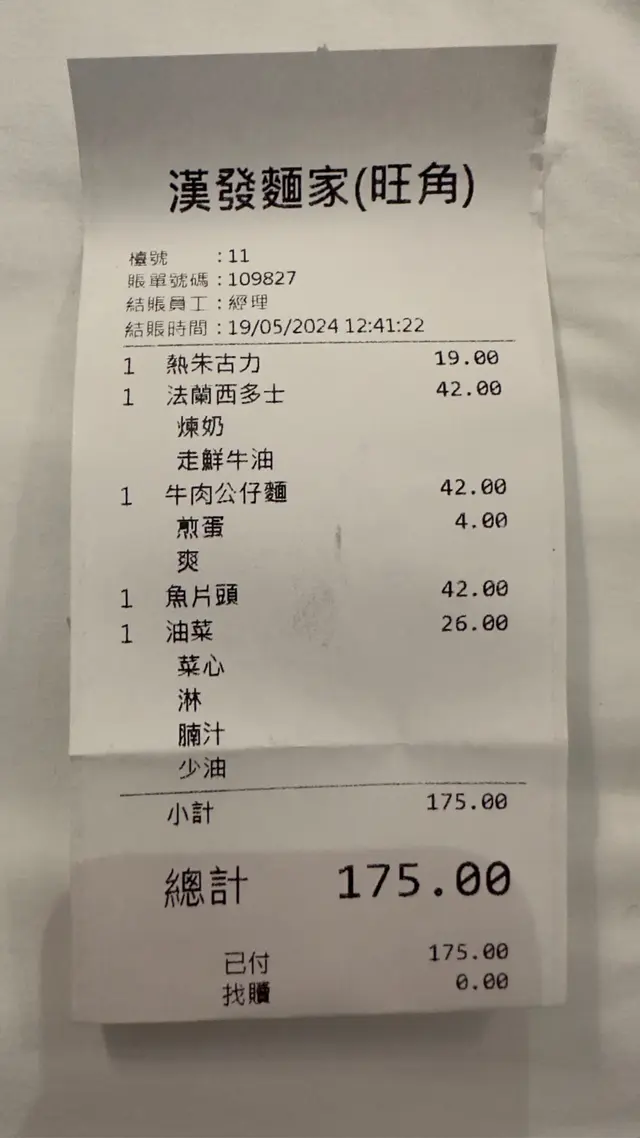 漢發麵家(旺角)
檯號 : 11
賬單號碼 : 109827
結賬員工 : 經理
結賬時間 : 19/05/2024 12:41:22
1 熱朱古力 19.00
1 法蘭西多士 42.00
煉奶
走鮮牛油
1 牛肉公仔麵 42.00
煎蛋 4.00
爽
1 魚片頭 42.00
1 油菜 26.00
菜心
淋
腩汁
少油
小計 175.00
總計 175.00
已付 175.00
找贖 0.00